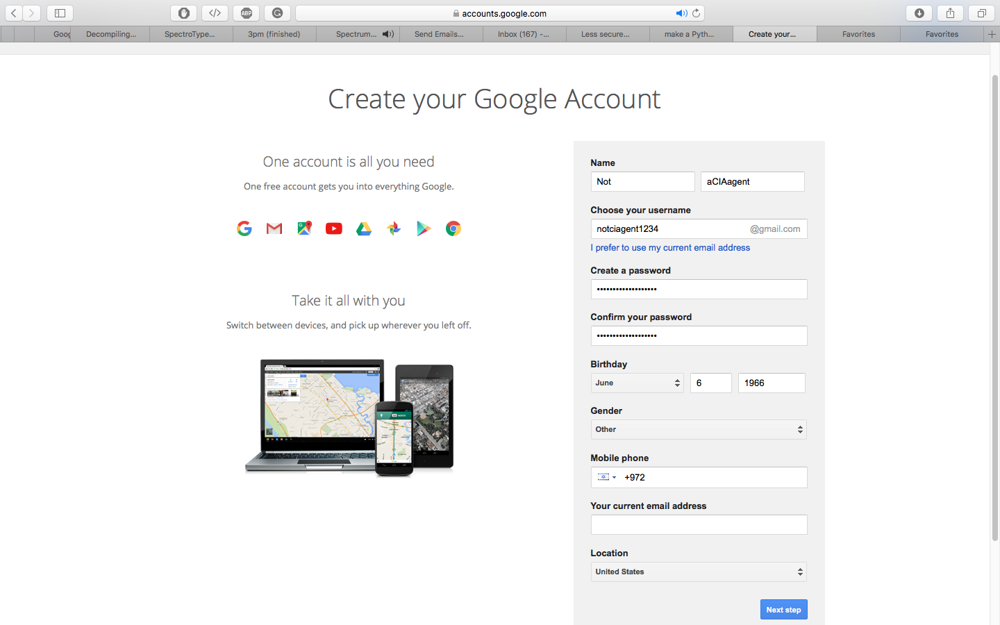 ABP
accounts.google.com
Goog
Decompiling...
SpectroType...
3pm (finished)
Spectrum...
Send Emails...
Inbox (167) -...
Less secure...
make a Pyth...
Create your...
Favorites
Favorites
Create your Google Account
One account is all you need
One free account gets you into everything Google.
Take it all with you
Switch between devices, and pick up wherever you left off.
Name
Not
aCIAagent
Choose your username
notciagent1234
@gmail.com
I prefer to use my current email address
Create a password
•••••••••••••••••••
Confirm your password
•••••••••••••••••••
Birthday
June
6
1966
Gender
Other
Mobile phone
+972
Your current email address
Location
United States
Next step